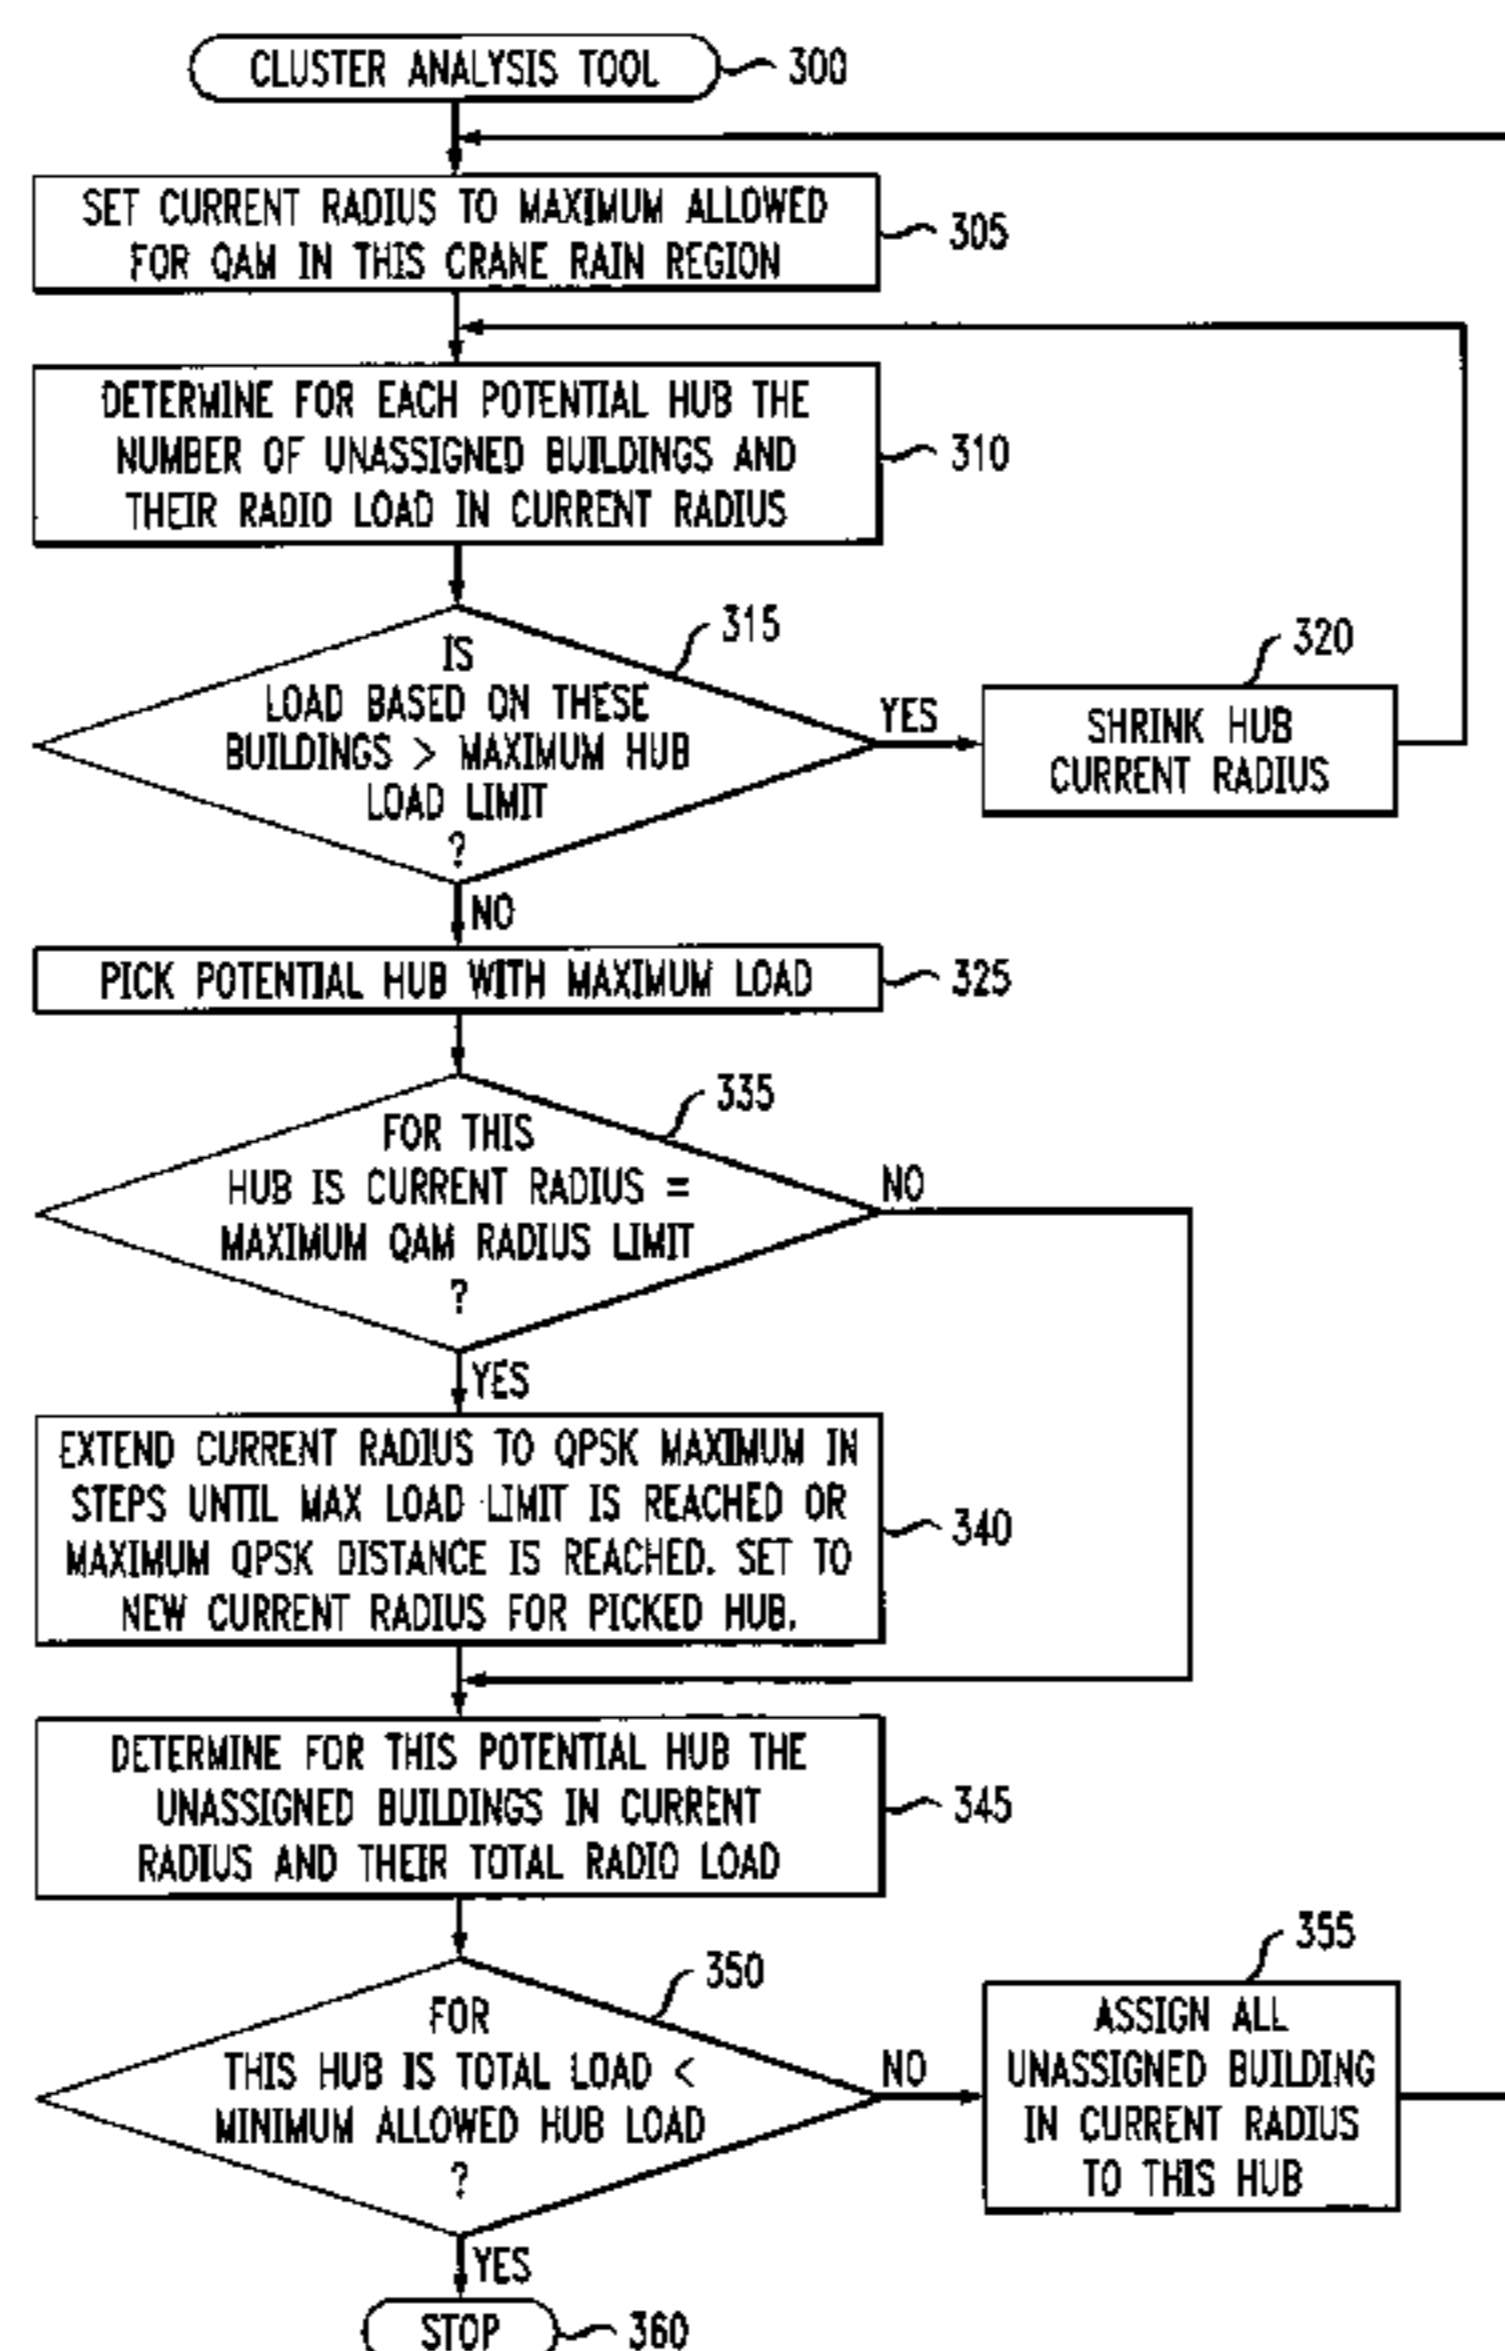 CLUSTER ANALYSIS TOOL
300
SET CURRENT RADIUS TO MAXIMUM ALLOWED
FOR QAM IN THIS CRANE RAIN REGION
305
DETERMINE FOR EACH POTENTIAL HUB THE
NUMBER OF UNASSIGNED BUILDINGS AND
THEIR RADIO LOAD IN CURRENT RADIUS
310
IS
LOAD BASED ON THESE
BUILDINGS > MAXIMUM HUB
LOAD LIMIT
?
315
YES
SHRINK HUB
CURRENT RADIUS
320
NO
PICK POTENTIAL HUB WITH MAXIMUM LOAD
325
FOR THIS
HUB IS CURRENT RADIUS =
MAXIMUM QAM RADIUS LIMIT
?
335
NO
YES
EXTEND CURRENT RADIUS TO QPSK MAXIMUM IN
STEPS UNTIL MAX LOAD LIMIT IS REACHED OR
MAXIMUM QPSK DISTANCE IS REACHED. SET TO
NEW CURRENT RADIUS FOR PICKED HUB.
340
DETERMINE FOR THIS POTENTIAL HUB THE
UNASSIGNED BUILDINGS IN CURRENT
RADIUS AND THEIR TOTAL RADIO LOAD
345
FOR
THIS HUB IS TOTAL LOAD <
MINIMUM ALLOWED HUB LOAD
?
350
NO
ASSIGN ALL
UNASSIGNED BUILDING
IN CURRENT RADIUS
TO THIS HUB
355
YES
STOP
360